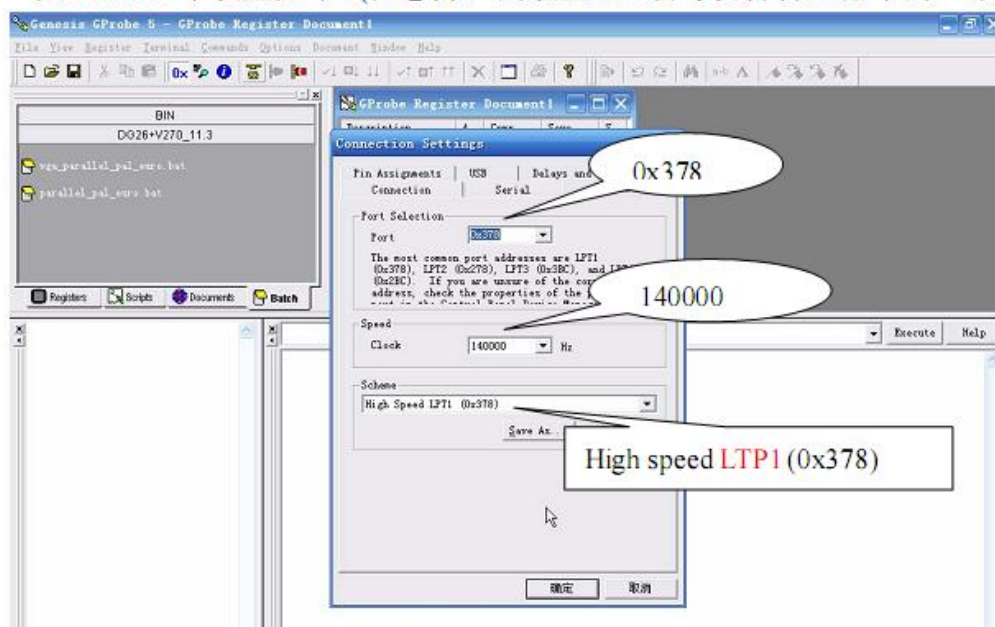 Genesis GProbe 5 - GProbe Register Document1
File View Register Terminal Commands Options Document Window Help
BIN
DG26+V270_11.3
vga_parallel_pal_euro.bat
parallel_pal_euro.bat
Registers Scripts Documents Batch
GProbe Register Document1
Connection Settings
Pin Assignments USB Delays and
Connection Serial
0x378
Port Selection
Port 0x378
The most common port addresses are LPT1
(0x378), LPT2 (0x278), LPT3 (0x3BC), and
(0x2BC). If you are unsure of the
address, check the properties of the
140000
Speed
Clock 140000 Hz
Execute Help
Scheme
High Speed LPT1 (0x378)
Save As..
High speed LTP1 (0x378)
确定 取消